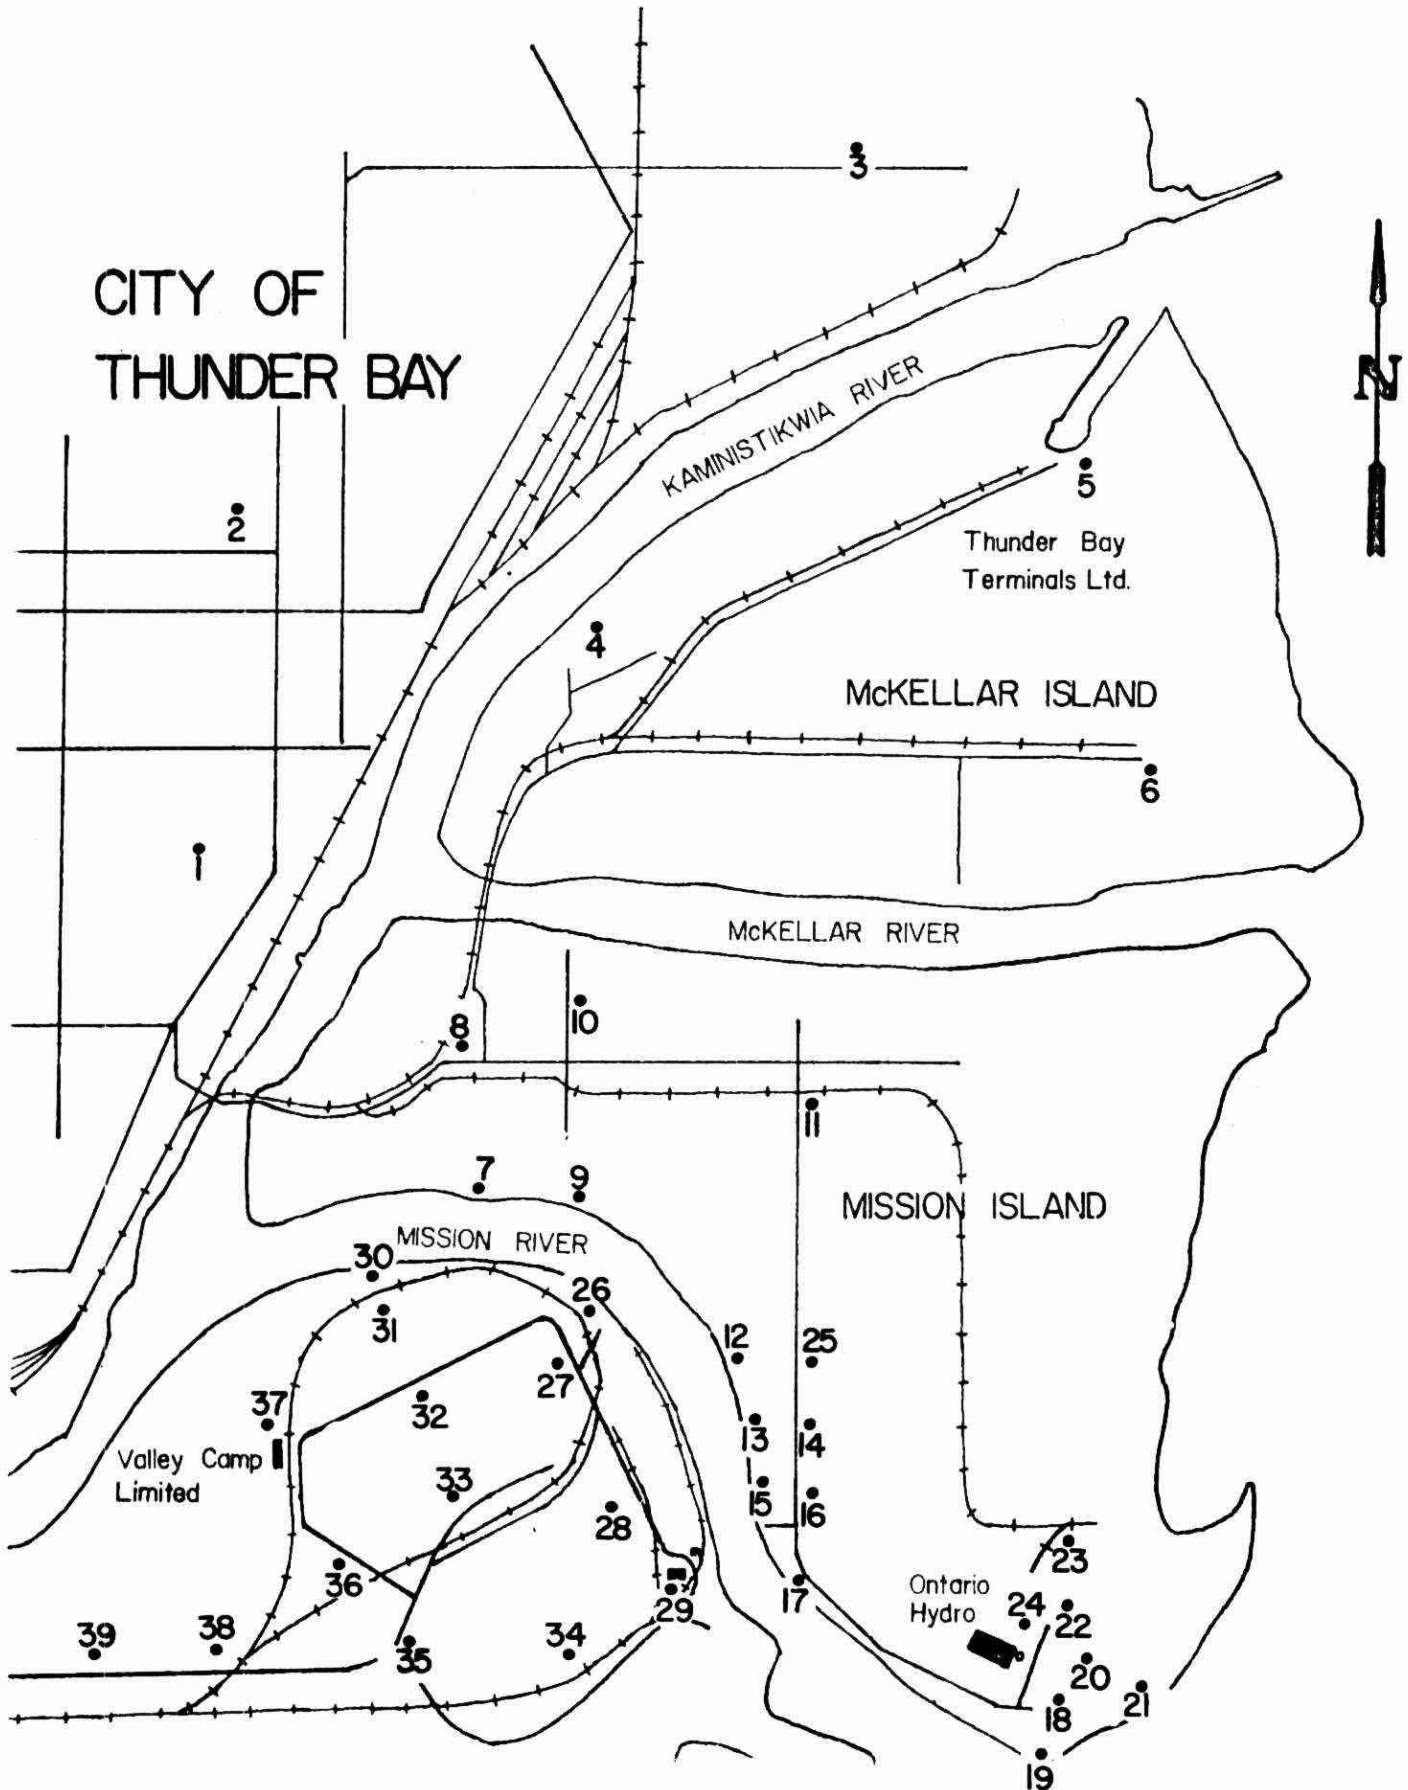 3
CITY OF
THUNDER BAY
N
KAMINISTIKWIA RIVER
5
2
Thunder Bay
Terminals Ltd.
4
McKELLAR ISLAND
6
1
McKELLAR RIVER
10
8
11
7
9
MISSION ISLAND
MISSION RIVER
30
26
31
12
25
27
32
37
13
14
Valley Camp
Limited
33
15
16
28
23
36
Ontario
Hydro
17
29
24
22
39
38
35
34
20
21
18
19